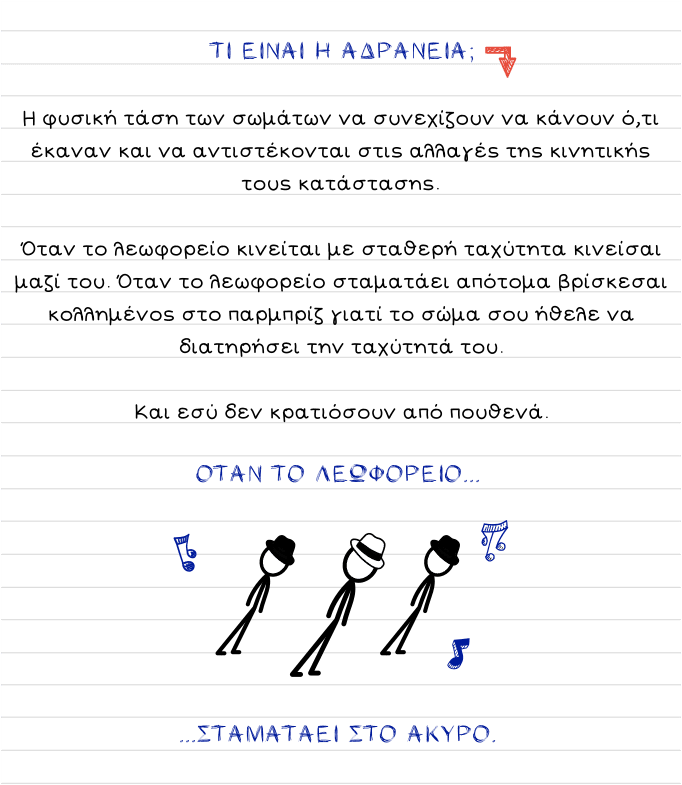 ΤΙ ΕΙΝΑΙ Η ΑΔΡΑΝΕΙΑ;
Η φυσική τάση των σωμάτων να συνεχίζουν να κάνουν ό,τι
έκαναν και να αντιστέκονται στις αλλαγές της κινητικής
τους κατάστασης.
Όταν το λεωφορείο κινείται με σταθερή ταχύτητα κινείσαι
μαζί του. Όταν το λεωφορείο σταματάει απότομα βρίσκεσαι
κολλημένος στο παρμπρίζ γιατί το σώμα σου ήθελε να
διατηρήσει την ταχύτητά του.
Και εσύ δεν κρατιόσουν από πουθενά.
ΟΤΑΝ ΤΟ ΛΕΩΦΟΡΕΙΟ...
...ΣΤΑΜΑΤΑΕΙ ΣΤΟ ΑΚΥΡΟ.